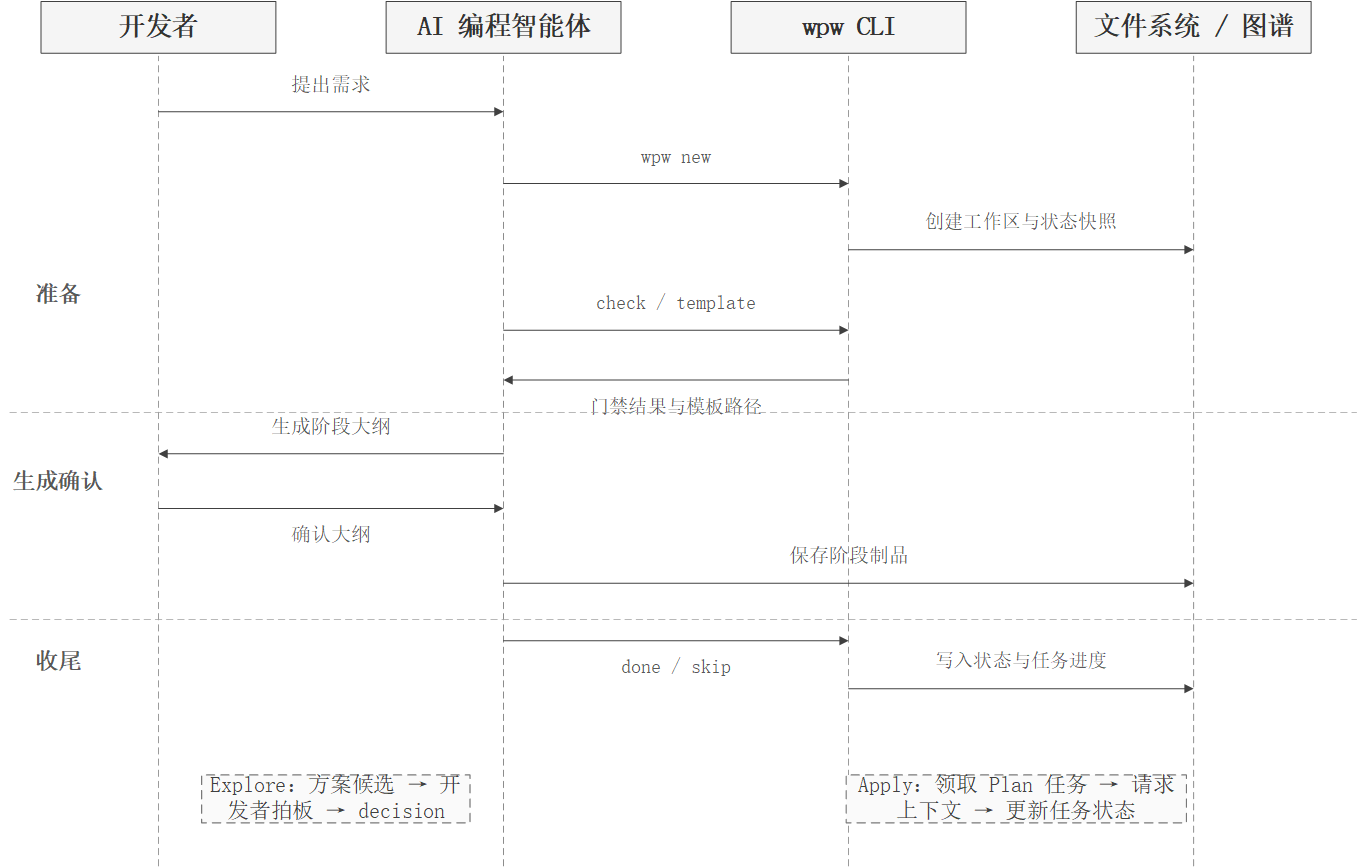 开发者
AI 编程智能体
wpw CLI
文件系统 / 图谱
提出需求
wpw new
创建工作区与状态快照
准备
check / template
门禁结果与模板路径
生成阶段大纲
生成确认
确认大纲
保存阶段制品
收尾
done / skip
写入状态与任务进度
Explore：方案候选 → 开
发者拍板 → decision
Apply：领取 Plan 任务 → 请求
上下文 → 更新任务状态